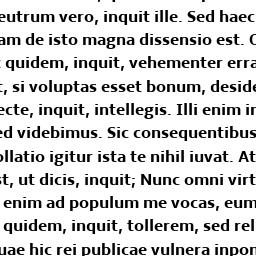 eutrum vero, inquit ille. Sed haec
am de isto magna dissensio est.
quidem, inquit, vehementer erra
, si voluptas esset bonum, deside
ecte, inquit, intellegis. Illi enim in
ed videbimus. Sic consequentibus
ollatio igitur ista te nihil iuvat. At
st, ut dicis, inquit; Nunc omni virt
enim ad populum me vocas, eum
quidem, inquit, tollerem, sed rel
uae hic rei publicae vulnera inpon